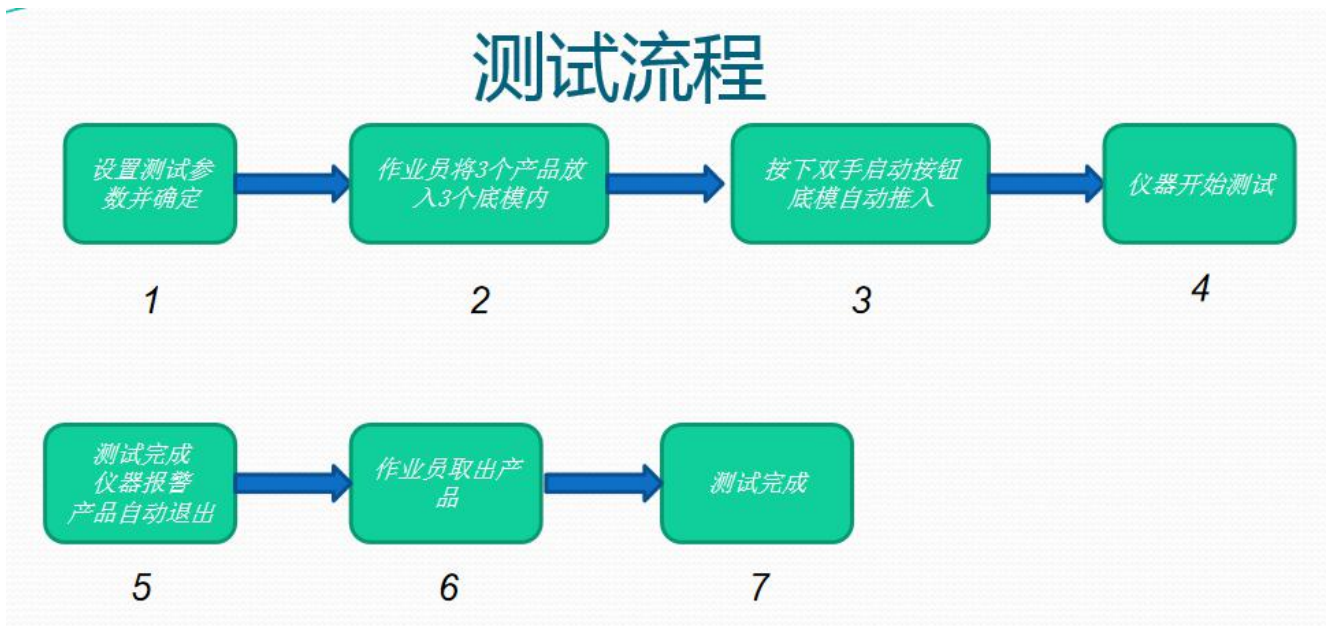 测试流程
设置测试参
数并确定
作业员将3个产品放
入3个底模内
按下双手启动按钮
底模自动推入
仪器开始测试
1
2
3
4
测试完成
仪器报警
产品自动退出
作业员取出产
品
测试完成
5
6
7